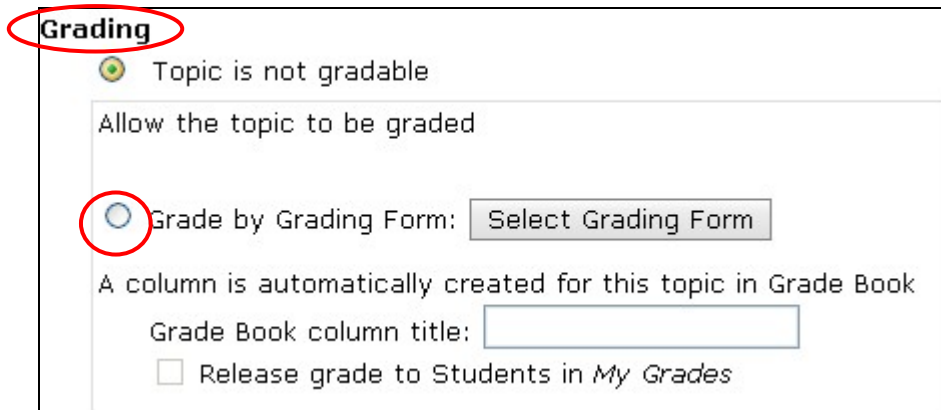 Grading
Topic is not gradable
Allow the topic to be graded
Grade by Grading Form: Select Grading Form
A column is automatically created for this topic in Grade Book
Grade Book column title:
Release grade to Students in My Grades